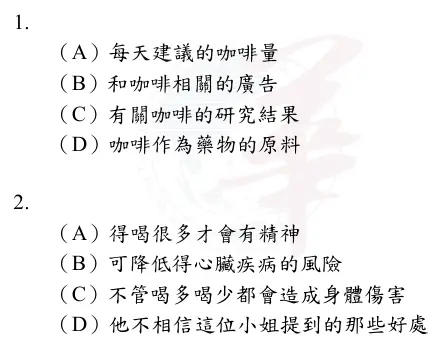 1.
（A）每天建議的咖啡量
（B）和咖啡相關的廣告
（C）有關咖啡的研究結果
（D）咖啡作為藥物的原料
2.
（A）得喝很多才會有精神
（B）可降低得心臟疾病的風險
（C）不管喝多喝少都會造成身體傷害
（D）他不相信這位小姐提到的那些好處